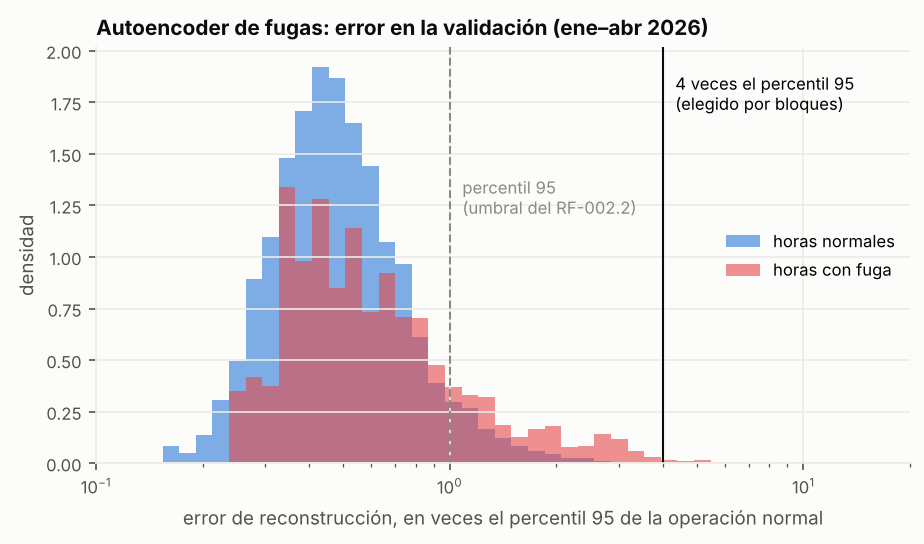 Autoencoder de fugas: error en la validación (ene–abr 2026)
2.00
1.75
1.50
1.25
1.00
0.75
0.50
0.25
0.00
densidad
4 veces el percentil 95
(elegido por bloques)
percentil 95
(umbral del RF-002.2)
horas normales
horas con fuga
10⁻¹
10⁰
10¹
error de reconstrucción, en veces el percentil 95 de la operación normal